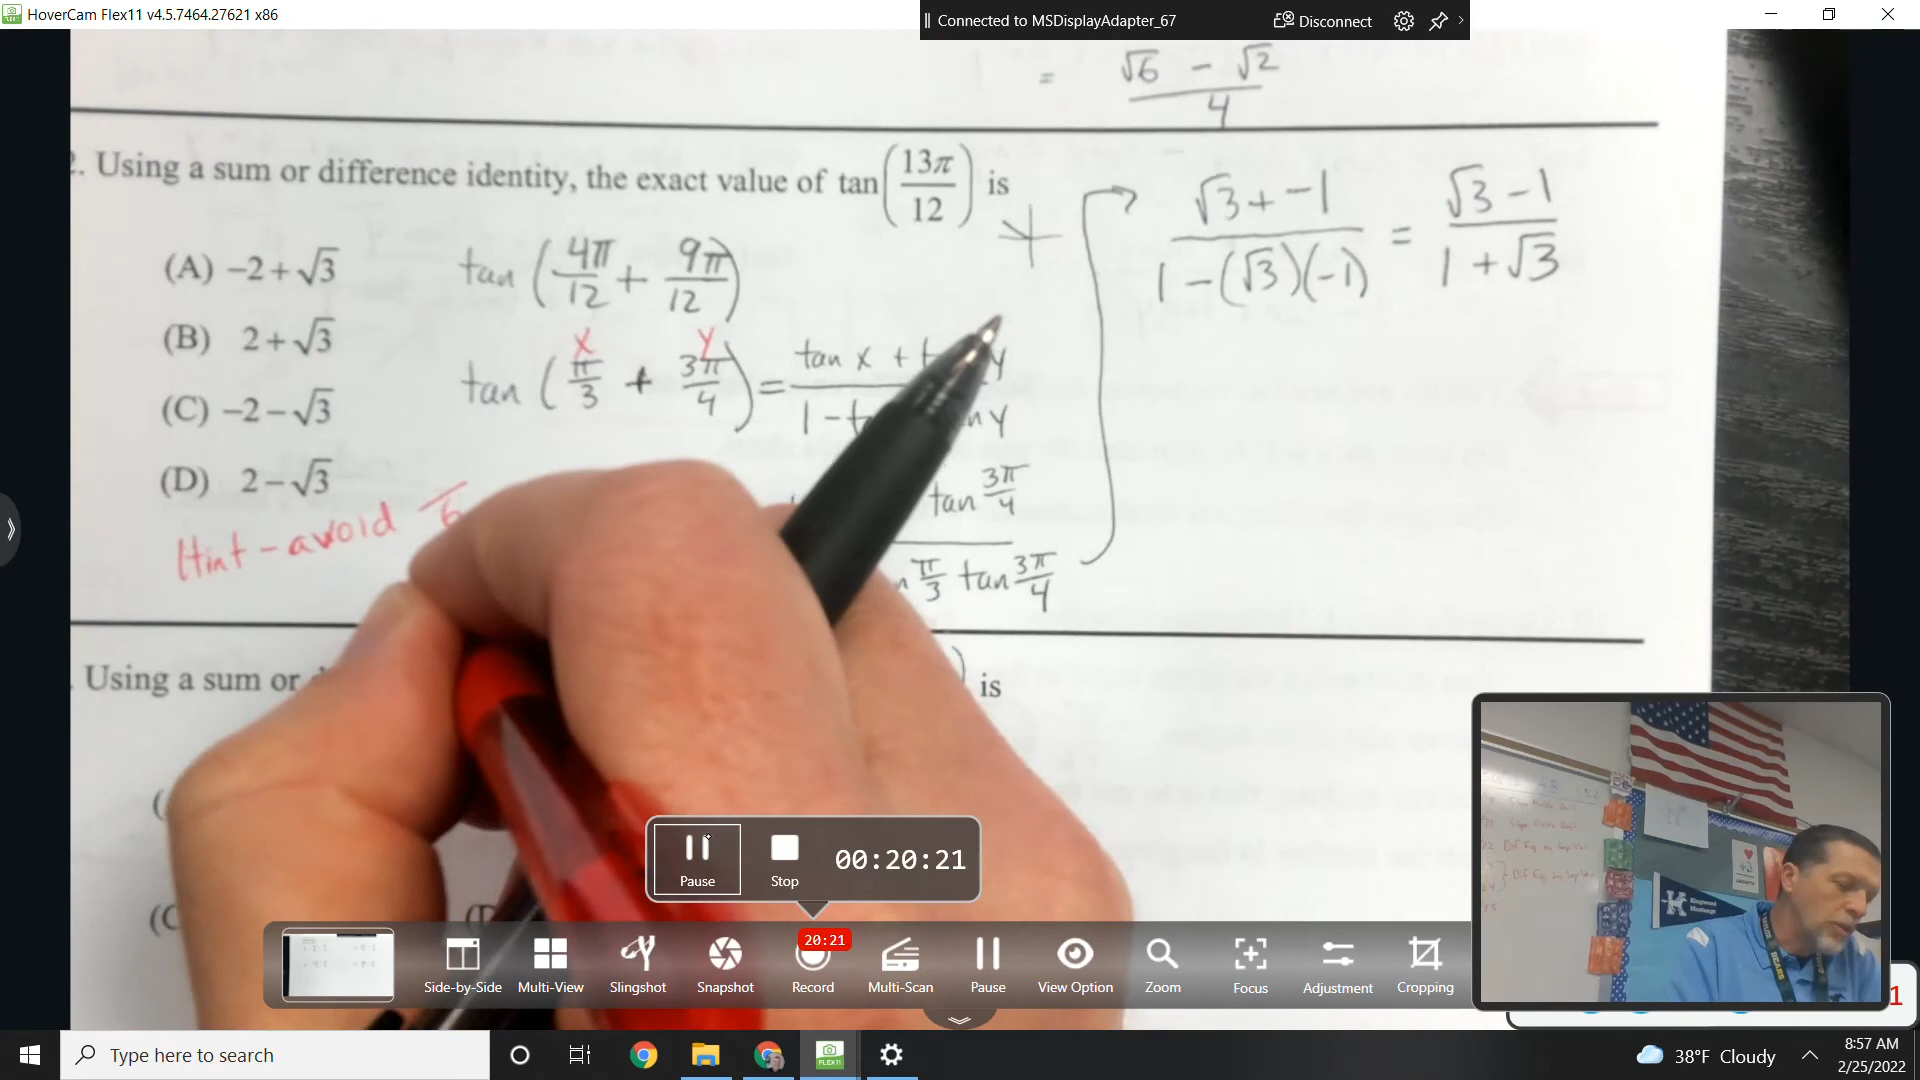 HoverCam Flex11 v4.5.7464.27621 x86
Connected to MSDisplayAdapter_67 Disconnect
= √6 - √2
4
. Using a sum or difference identity, the exact value of tan(13π/12) is
(A) -2+√3
(B) 2+√3
(C) -2-√3
(D) 2-√3
Hint-avoid
tan (4π/12 + 9π/12)
x y
tan (π/3 + 3π/4) = tan x +
y
1 -
y
tan 3π/4
π/3 tan 3π/4
√3 + -1 = √3 - 1
1 - (√3)(-1) 1 + √3
. Using a sum or
is
Pause
Stop
00:20:21
20:21
Side-by-Side Multi-View Slingshot Snapshot Record Multi-Scan Pause View Option Zoom Focus Adjustment Cropping
1
Type here to search
FLEX11
38°F Cloudy
8:57 AM
2/25/2022